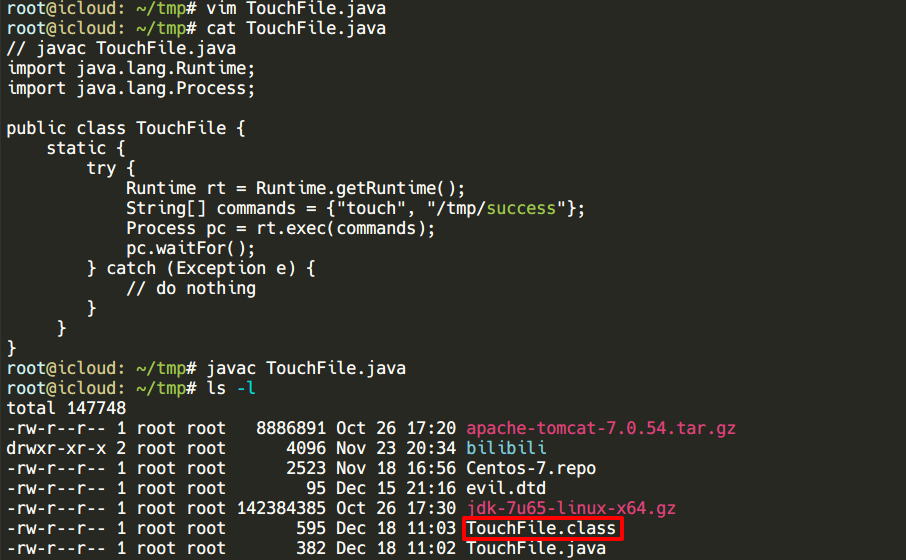 root@icloud: ~/tmp# vim TouchFile.java
root@icloud: ~/tmp# cat TouchFile.java
// javac TouchFile.java
import java.lang.Runtime;
import java.lang.Process;
public class TouchFile {
    static {
        try {
            Runtime rt = Runtime.getRuntime();
            String[] commands = {"touch", "/tmp/success"};
            Process pc = rt.exec(commands);
            pc.waitFor();
        } catch (Exception e) {
            // do nothing
        }
     }
}
root@icloud: ~/tmp# javac TouchFile.java
root@icloud: ~/tmp# ls -l
total 147748
-rw-r--r-- 1 root root   8886891 Oct 26 17:20 apache-tomcat-7.0.54.tar.gz
drwxr-xr-x 2 root root      4096 Nov 23 20:34 bilibili
-rw-r--r-- 1 root root      2523 Nov 18 16:56 Centos-7.repo
-rw-r--r-- 1 root root        95 Dec 15 21:16 evil.dtd
-rw-r--r-- 1 root root 142384385 Oct 26 17:30 jdk-7u65-linux-x64.gz
-rw-r--r-- 1 root root       595 Dec 18 11:03 TouchFile.class
-rw-r--r-- 1 root root       382 Dec 18 11:02 TouchFile.java